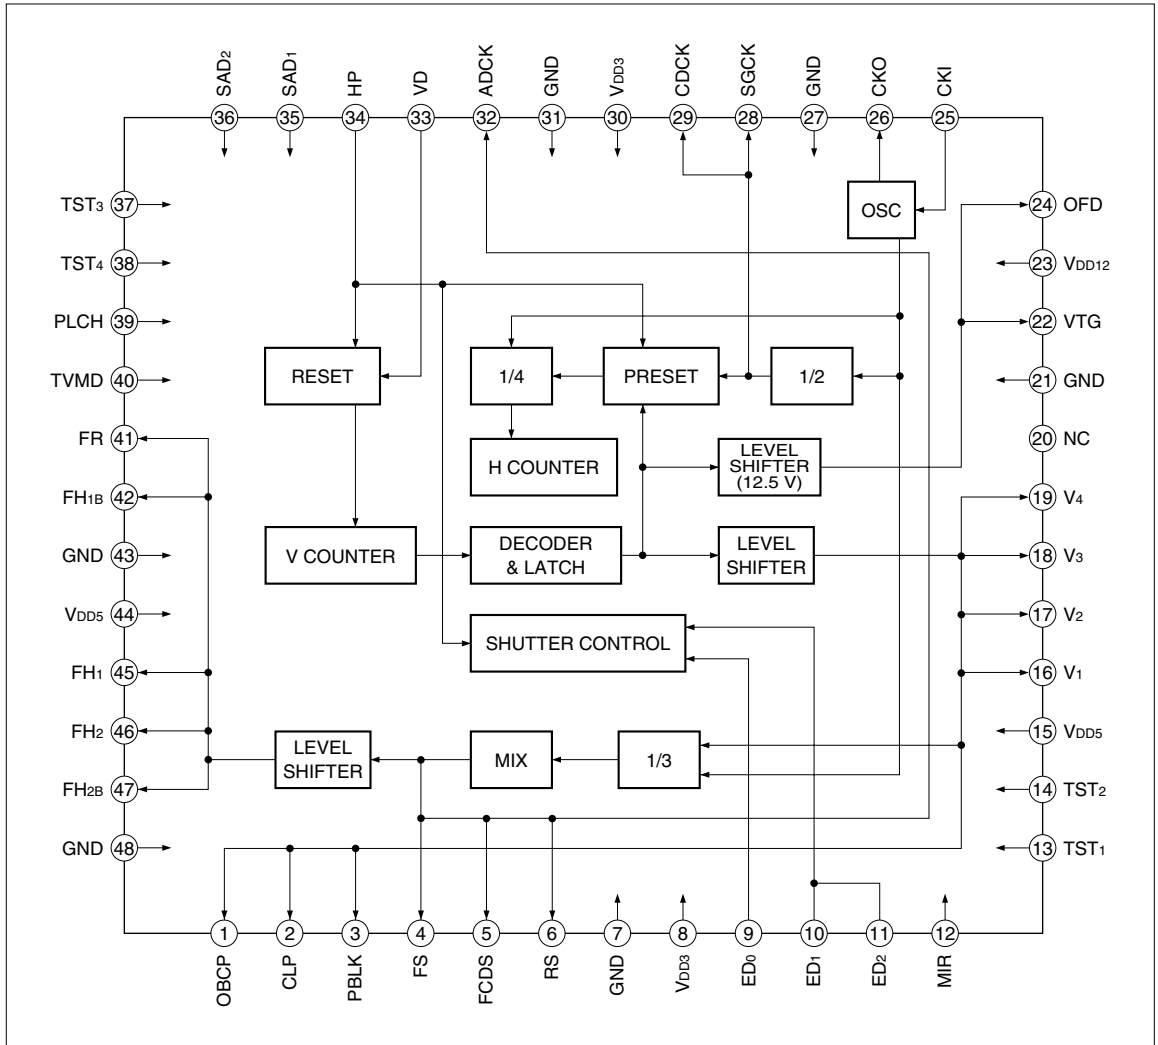 SAD2
SAD1
HP
VD
ADCK
GND
VDD3
CDCK
SGCK
GND
CKO
CKI
36
35
34
33
32
31
30
29
28
27
26
25
TST3 37
OSC
24 OFD
TST4 38
23 VDD12
PLCH 39
22 VTG
TVMD 40
RESET
1/4
PRESET
1/2
21 GND
FR 41
20 NC
H COUNTER
LEVEL
SHIFTER
(12.5 V)
FH1B 42
19 V4
GND 43
V COUNTER
DECODER
& LATCH
LEVEL
SHIFTER
18 V3
VDD5 44
17 V2
SHUTTER CONTROL
FH1 45
16 V1
FH2 46
15 VDD5
LEVEL
SHIFTER
MIX
1/3
FH2B 47
14 TST2
GND 48
13 TST1
1
2
3
4
5
6
7
8
9
10
11
12
OBCP
CLP
PBLK
FS
FCDS
RS
GND
VDD3
ED0
ED1
ED2
MIR